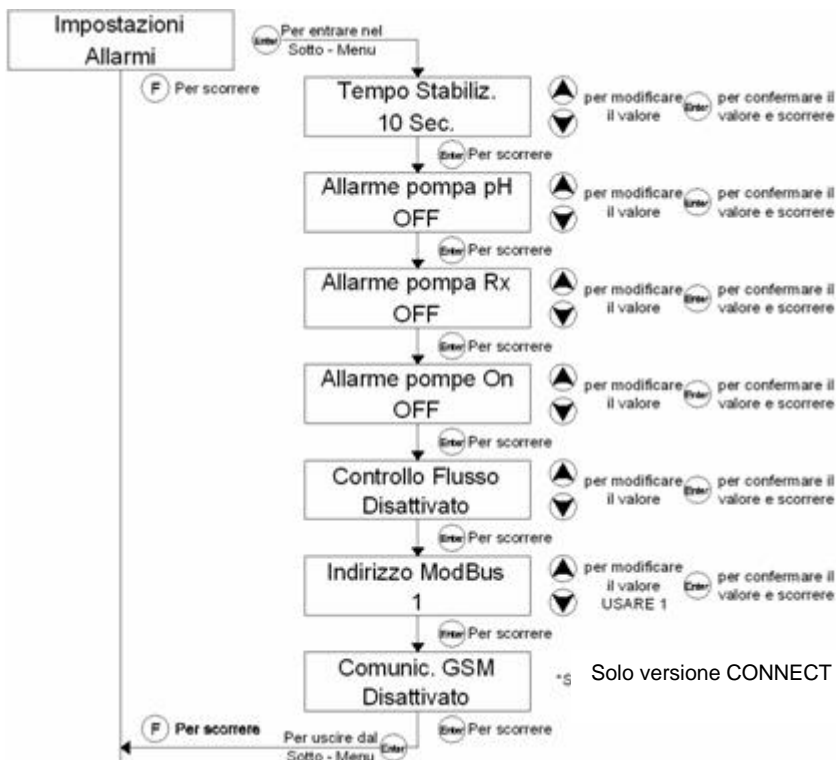 Impostazioni
Allarmi
Enter
Per entrare nel
Sotto - Menu
F Per scorrere
Tempo Stabiliz.
10 Sec.
per modificare
il valore
Enter
per confermare il
valore e scorrere
Enter Per scorrere
Allarme pompa pH
OFF
per modificare
il valore
Enter
per confermare il
valore e scorrere
Enter Per scorrere
Allarme pompa Rx
OFF
per modificare
il valore
Enter
per confermare il
valore e scorrere
Enter Per scorrere
Allarme pompe On
OFF
per modificare
il valore
Enter
per confermare il
valore e scorrere
Enter Per scorrere
Controllo Flusso
Disattivato
per modificare
il valore
Enter
per confermare il
valore e scorrere
Enter Per scorrere
Indirizzo ModBus
1
per modificare
il valore
USARE 1
Enter
per confermare il
valore e scorrere
Enter Per scorrere
Comunic. GSM
Disattivato
*S
Solo versione CONNECT
F Per scorrere
Per uscire dal
Sotto - Menu
Enter
Enter Per scorrere